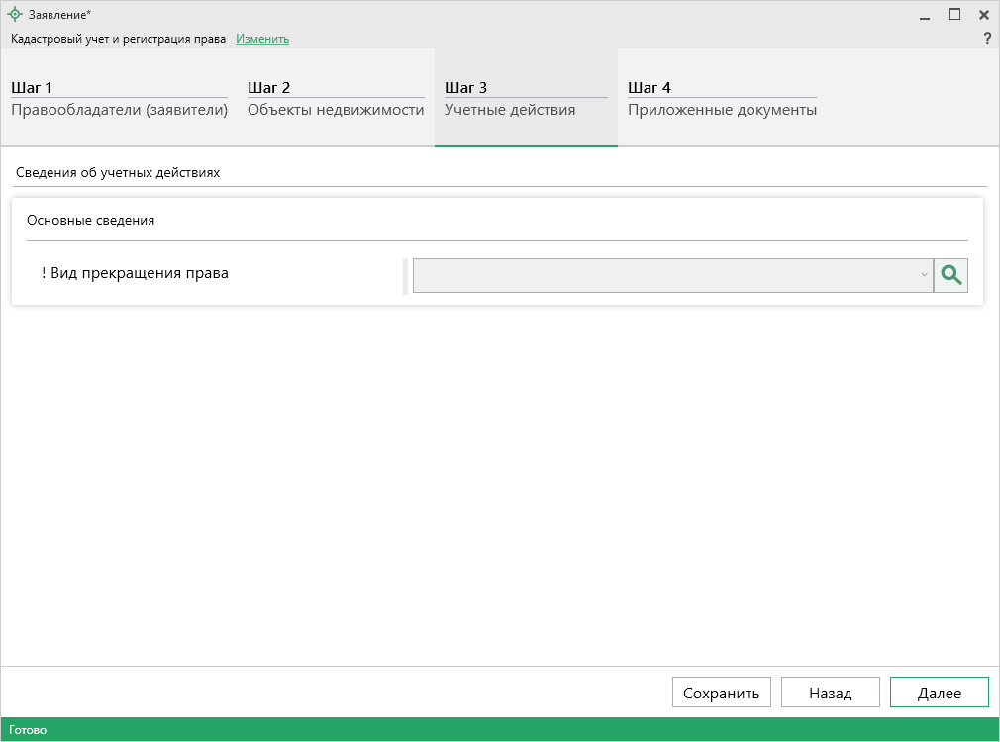 Заявление*
Кадастровый учет и регистрация права Изменить ?
Шаг 1
Правообладатели (заявители)
Шаг 2
Объекты недвижимости
Шаг 3
Учетные действия
Шаг 4
Приложенные документы
Сведения об учетных действиях
Основные сведения
! Вид прекращения права
Сохранить Назад Далее
Готово